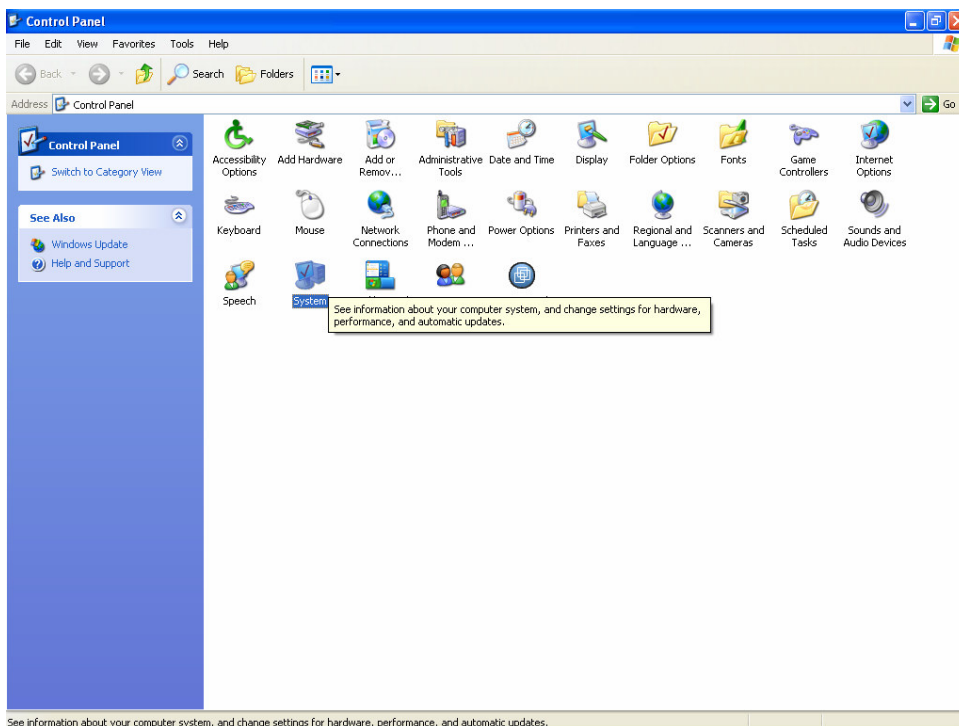 Control Panel
File Edit View Favorites Tools Help
Back Search Folders
Address Control Panel Go
Control Panel
Switch to Category View
See Also
Windows Update
Help and Support
Accessibility Options
Add Hardware
Add or Remov...
Administrative Tools
Date and Time
Display
Folder Options
Fonts
Game Controllers
Internet Options
Keyboard
Mouse
Network Connections
Phone and Modem ...
Power Options
Printers and Faxes
Regional and Language ...
Scanners and Cameras
Scheduled Tasks
Sounds and Audio Devices
Speech
System
See information about your computer system, and change settings for hardware,
performance, and automatic updates.
See information about your computer system, and change settings for hardware, performance, and automatic updates.